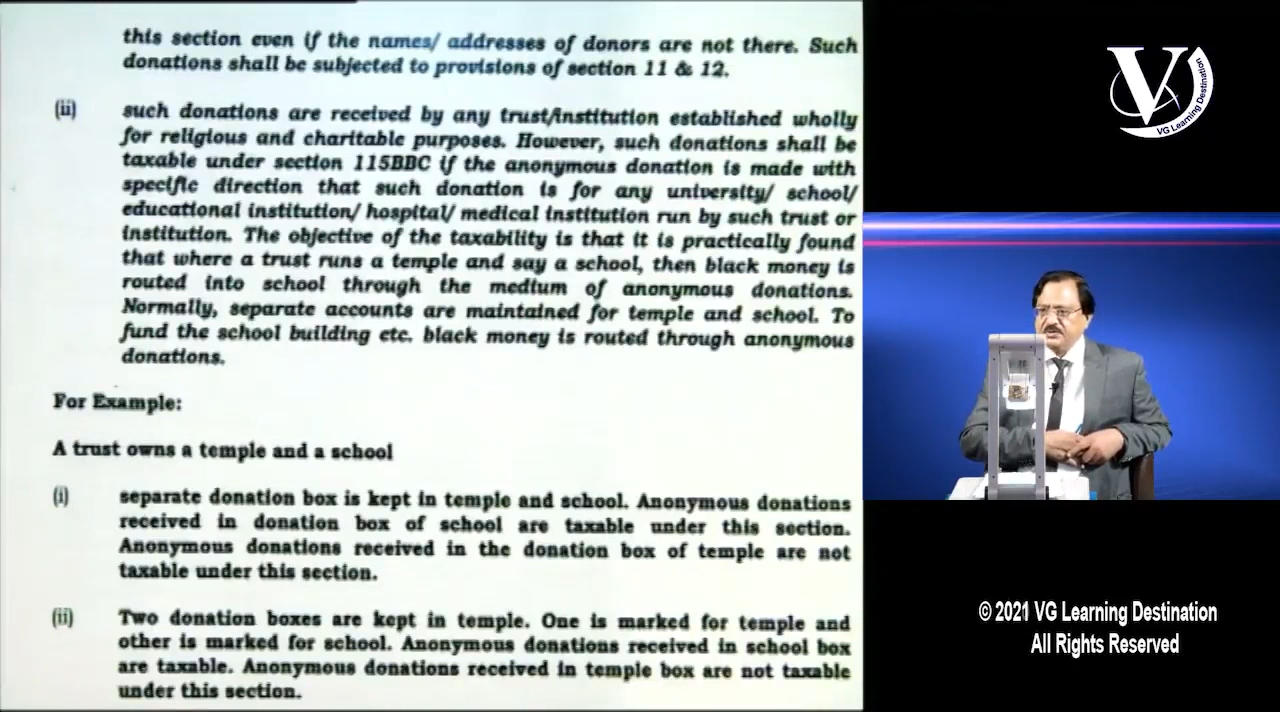 this section even if the names/ addresses of donors are not there. Such
donations shall be subjected to provisions of section 11 & 12.
(ii) such donations are received by any trust/institution established wholly
for religious and charitable purposes. However, such donations shall be
taxable under section 115BBC if the anonymous donation is made with
specific direction that such donation is for any university/ school/
educational institution/ hospital/ medical institution run by such trust or
institution. The objective of the taxability is that it is practically found
that where a trust runs a temple and say a school, then black money is
routed into school through the medium of anonymous donations.
Normally, separate accounts are maintained for temple and school. To
fund the school building etc. black money is routed through anonymous
donations.
For Example:
A trust owns a temple and a school
(i) separate donation box is kept in temple and school. Anonymous donations
received in donation box of school are taxable under this section.
Anonymous donations received in the donation box of temple are not
taxable under this section.
(ii) Two donation boxes are kept in temple. One is marked for temple and
other is marked for school. Anonymous donations received in school box
are taxable. Anonymous donations received in temple box are not taxable
under this section.
V
VG Learning Destination
© 2021 VG Learning Destination
All Rights Reserved